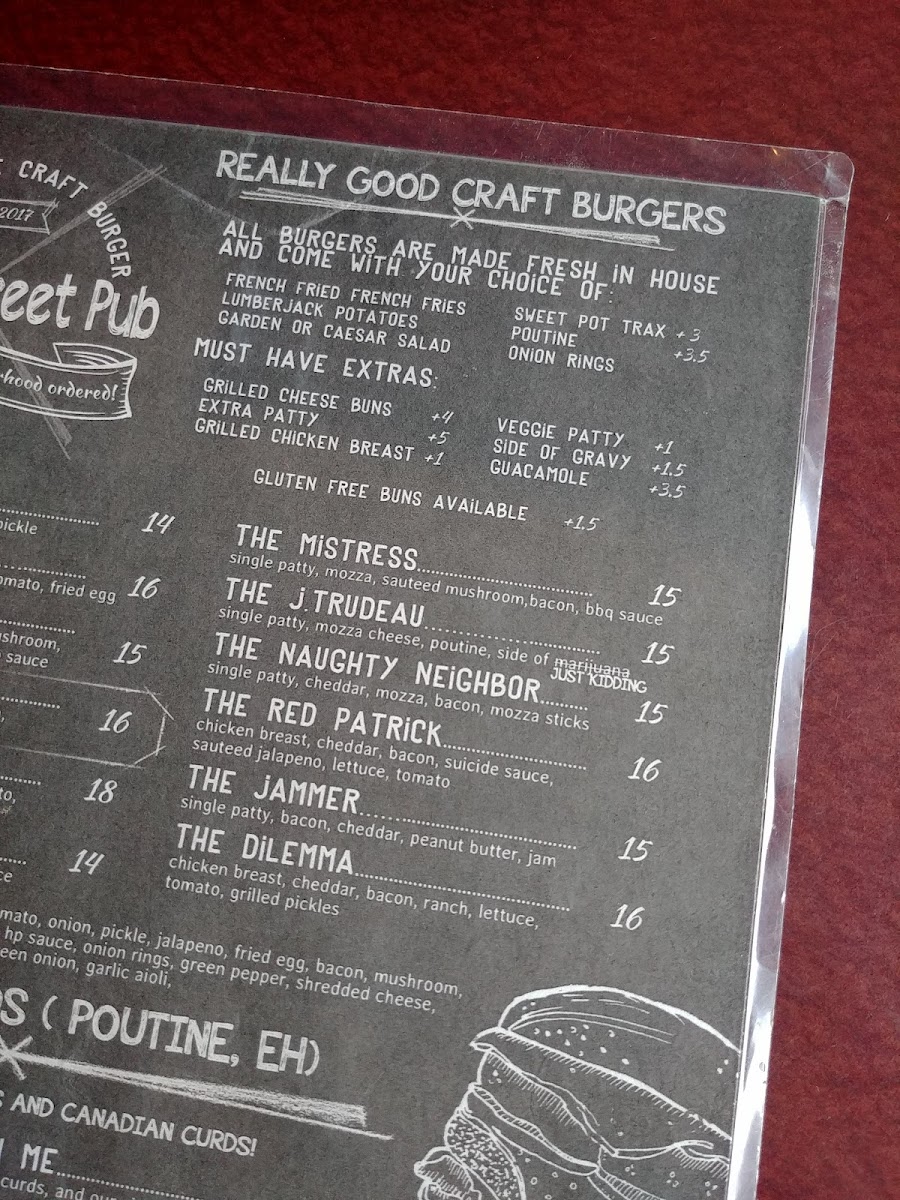 CRAFT BURGER
2017
reet Pub
rhood ordered!
REALLY GOOD CRAFT BURGERS
ALL BURGERS ARE MADE FRESH IN HOUSE
AND COME WITH YOUR CHOICE OF:
FRENCH FRIED FRENCH FRIES
LUMBERJACK POTATOES
GARDEN OR CAESAR SALAD
SWEET POT TRAX +3
POUTINE +3.5
ONION RINGS
MUST HAVE EXTRAS:
GRILLED CHEESE BUNS +4
EXTRA PATTY +5
GRILLED CHICKEN BREAST +1
VEGGIE PATTY +1
SIDE OF GRAVY +1.5
GUACAMOLE +3.5
GLUTEN FREE BUNS AVAILABLE +1.5
pickle 14
omato, fried egg 16
ushroom,
sauce 15
16
to, 18
ce 14
THE MISTRESS 15
single patty, mozza, sauteed mushroom,bacon, bbq sauce
THE J.TRUDEAU 15
single patty, mozza cheese, poutine, side of marijuana
JUST KIDDING
THE NAUGHTY NEIGHBOR 15
single patty, cheddar, mozza, bacon, mozza sticks
THE RED PATRICK 16
chicken breast, cheddar, bacon, suicide sauce,
sauteed jalapeno, lettuce, tomato
THE JAMMER 15
single patty, bacon, cheddar, peanut butter, jam
THE DILEMMA 16
chicken breast, cheddar, bacon, ranch, lettuce,
tomato, grilled pickles
mato, onion, pickle, jalapeno, fried egg, bacon, mushroom,
hp sauce, onion rings, green pepper, shredded cheese,
een onion, garlic aioli,
DS ( POUTINE, EH)
S AND CANADIAN CURDS!
ME
curds, and